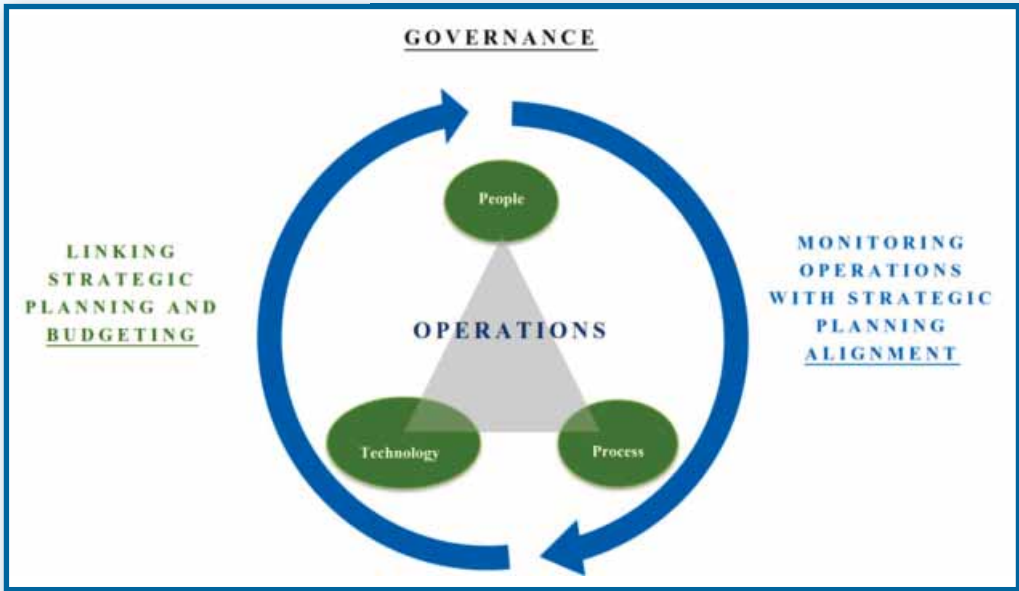 GOVERNANCE
People
LINKING
STRATEGIC
PLANNING AND
BUDGETING
MONITORING
OPERATIONS
WITH STRATEGIC
PLANNING
ALIGNMENT
OPERATIONS
Technology
Process